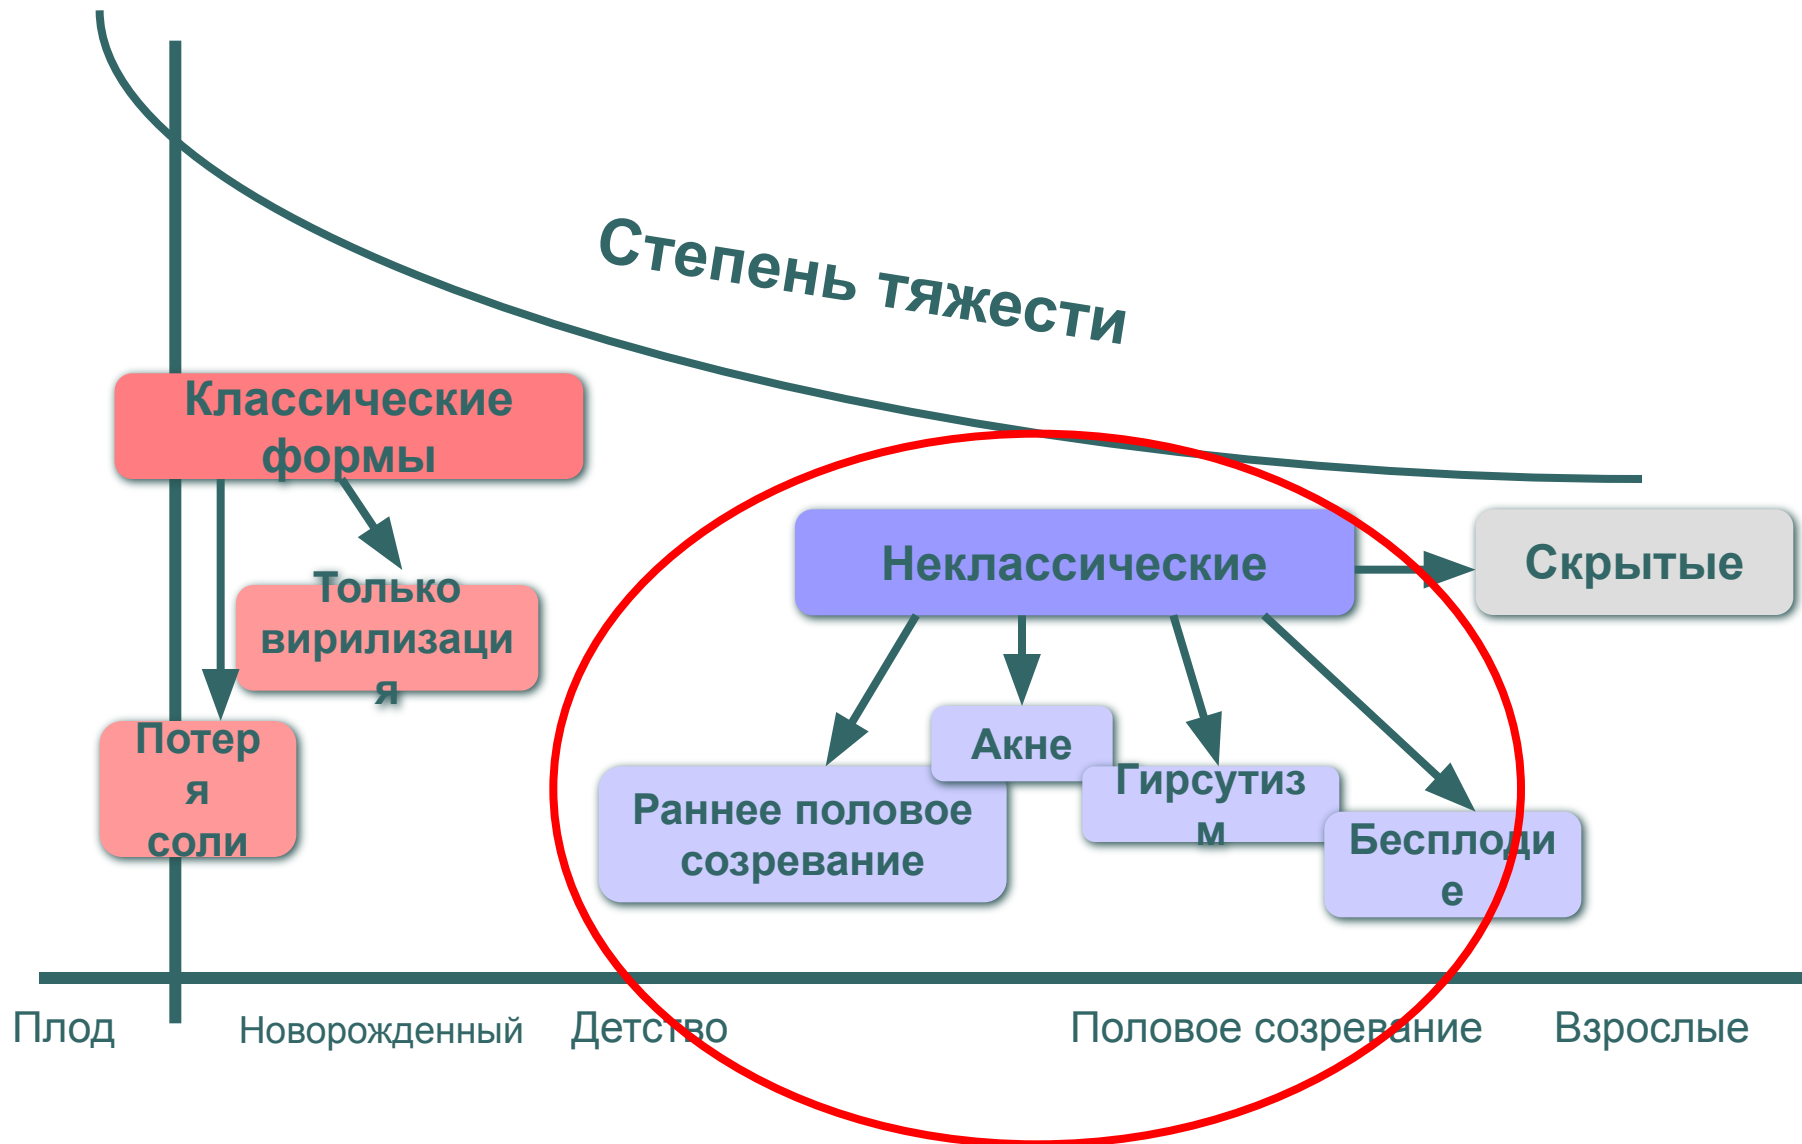 Степень тяжести
Классические
формы
Неклассические
Скрытые
Только
вирилизаци
я
Потер
я
соли
Акне
Раннее половое
созревание
Гирсутиз
м
Бесплоди
е
Плод
Новорожденный
Детство
Половое созревание
Взрослые